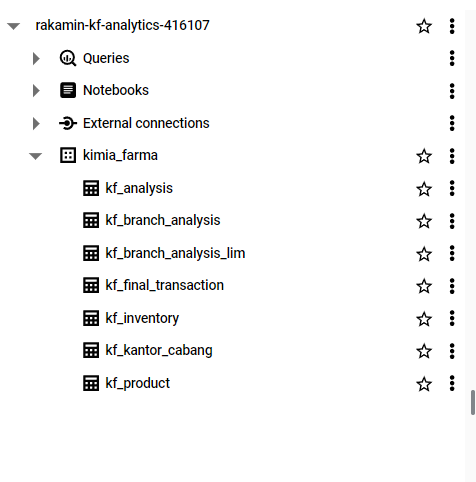 rakamin-kf-analytics-416107
Queries
Notebooks
External connections
kimia_farma
kf_analysis
kf_branch_analysis
kf_branch_analysis_lim
kf_final_transaction
kf_inventory
kf_kantor_cabang
kf_product